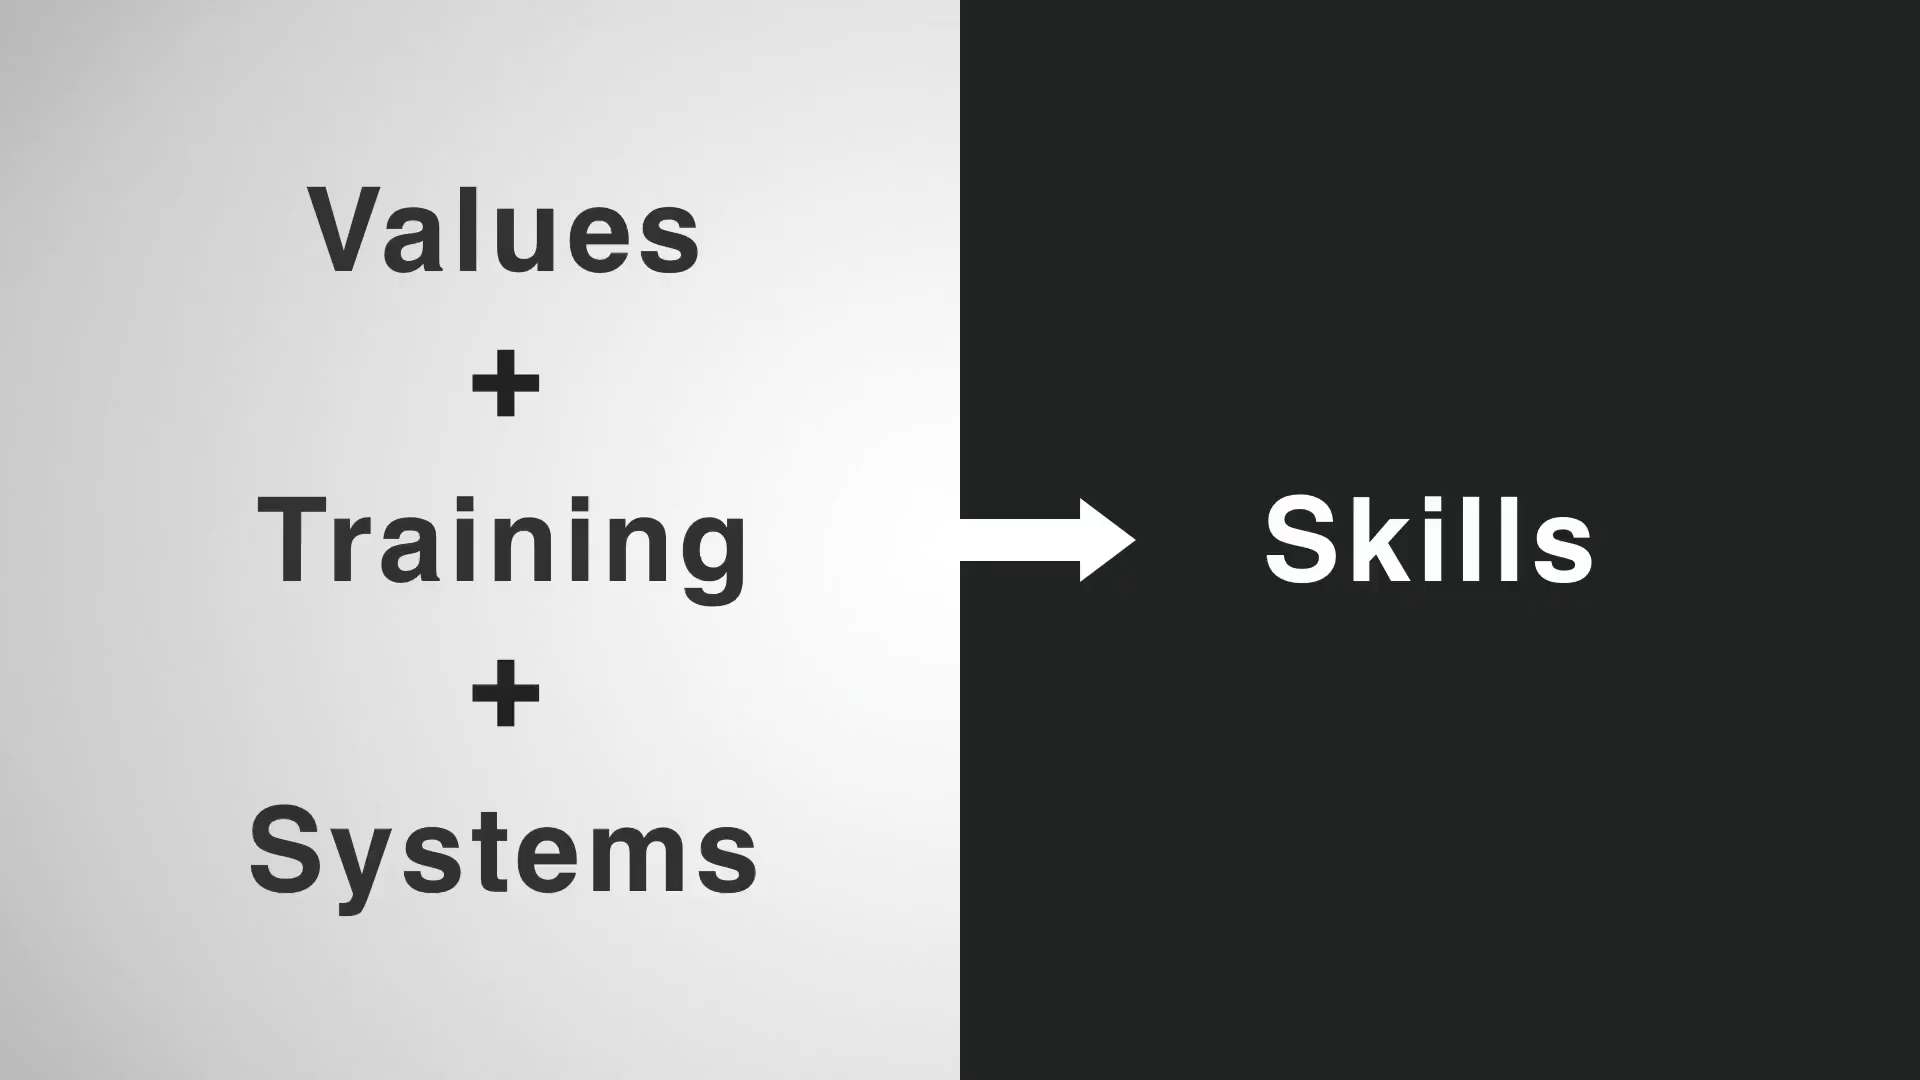 Values
+
Training
+
Systems
Skills